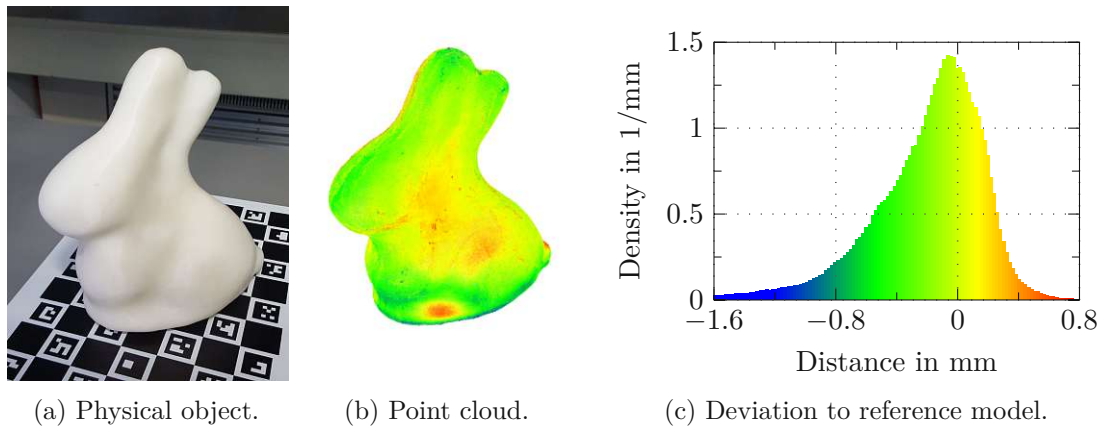 1.5
1
0.5
0
Density in 1/mm
−1.6
−0.8
0
0.8
Distance in mm
(a) Physical object.
(b) Point cloud.
(c) Deviation to reference model.